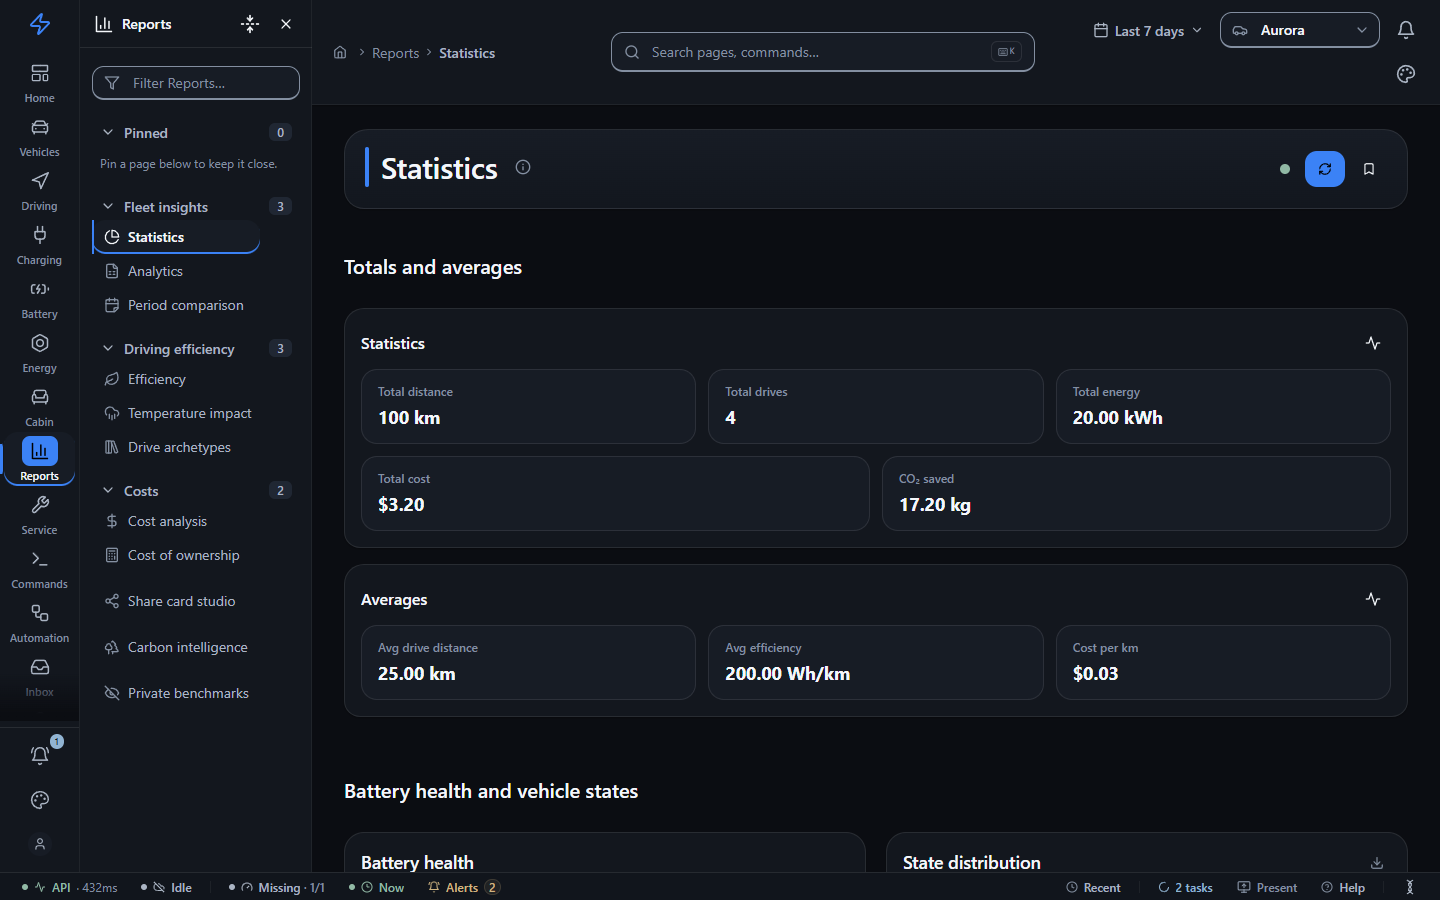 Home
Vehicles
Driving
Charging
Battery
Energy
Cabin
Reports
Service
Commands
Automation
Inbox
1
Reports
Filter Reports...
Pinned 0
Pin a page below to keep it close.
Fleet insights 3
Statistics
Analytics
Period comparison
Driving efficiency 3
Efficiency
Temperature impact
Drive archetypes
Costs 2
Cost analysis
Cost of ownership
Share card studio
Carbon intelligence
Private benchmarks
Reports Statistics
Search pages, commands... K
Last 7 days
Aurora
Statistics
Totals and averages
Statistics
Total distance
100 km
Total drives
4
Total energy
20.00 kWh
Total cost
$3.20
CO₂ saved
17.20 kg
Averages
Avg drive distance
25.00 km
Avg efficiency
200.00 Wh/km
Cost per km
$0.03
Battery health and vehicle states
Battery health
State distribution
API · 432ms Idle Missing · 1/1 Now Alerts 2 Recent 2 tasks Present Help